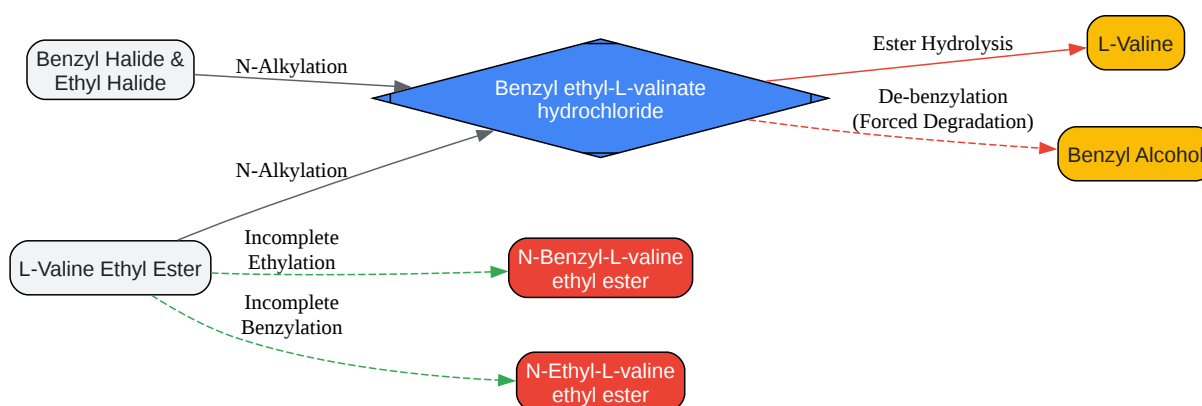 Benzyl Halide &
Ethyl Halide
N-Alkylation
Benzyl ethyl-L-valinate
hydrochloride
Ester Hydrolysis
L-Valine
De-benzylation
(Forced Degradation)
Benzyl Alcohol
N-Alkylation
L-Valine Ethyl Ester
Incomplete
Ethylation
N-Benzyl-L-valine
ethyl ester
Incomplete
Benzylation
N-Ethyl-L-valine
ethyl ester